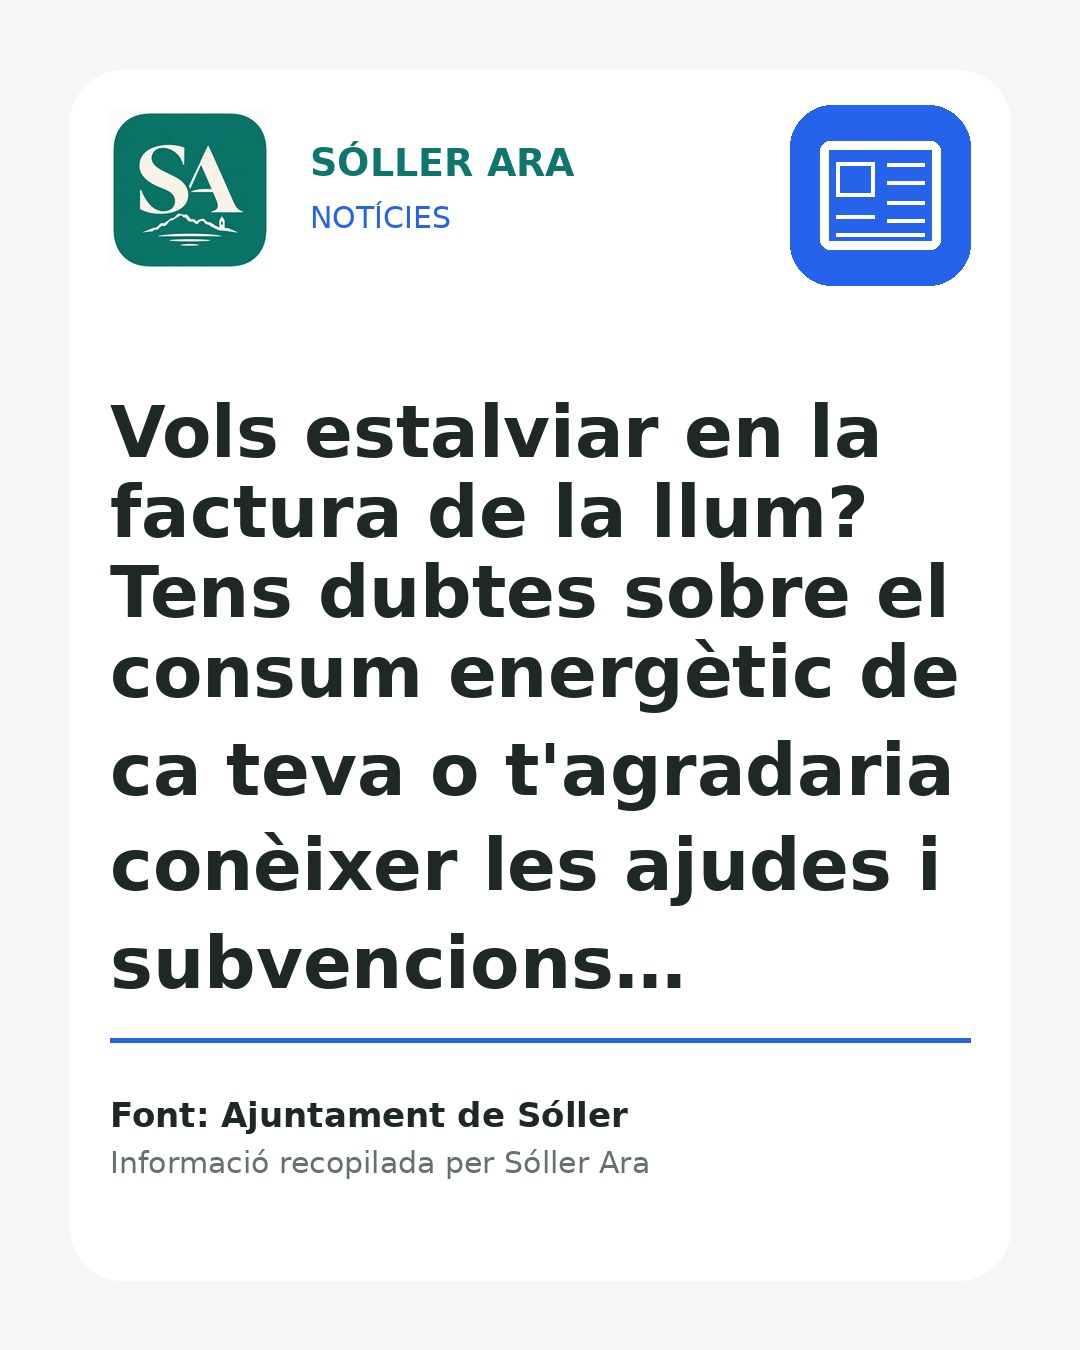 SA
SÓLLER ARA
NOTÍCIES
Vols estalviar en la
factura de la llum?
Tens dubtes sobre el
consum energètic de
ca teva o t'agradaria
conèixer les ajudes i
subvencions…
Font: Ajuntament de Sóller
Informació recopilada per Sóller Ara